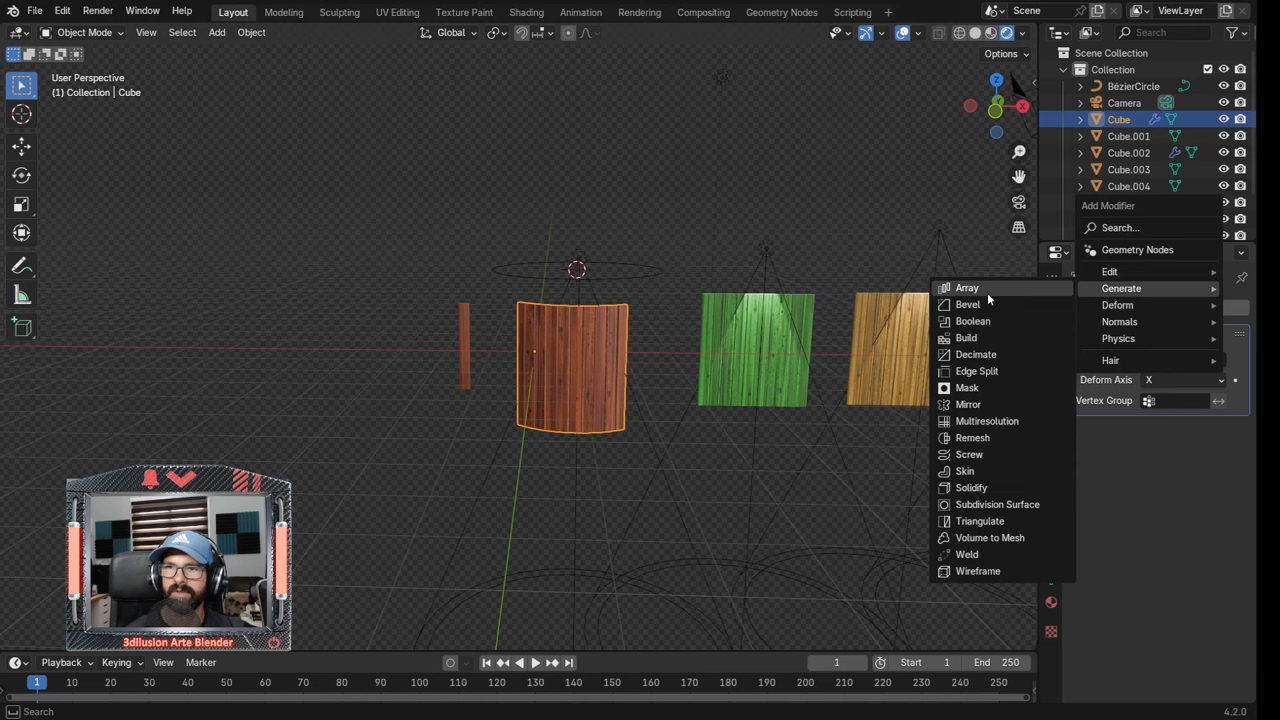 File Edit Render Window Help Layout Modeling Sculpting UV Editing Texture Paint Shading Animation Rendering Compositing Geometry Nodes Scripting Scene ViewLayer
Object Mode View Select Add Object Global Search
Options
Scene Collection
Collection
User Perspective
(1) Collection | Cube
BézierCircle
Camera
Cube
Cube.001
Cube.002
Cube.003
Cube.004
Z
X
Add Modifier
Search...
Geometry Nodes
Edit
Generate
Deform
Normals
Physics
Hair
Array
Bevel
Boolean
Build
Decimate
Edge Split
Mask
Mirror
Multiresolution
Remesh
Screw
Skin
Solidify
Subdivision Surface
Triangulate
Volume to Mesh
Weld
Wireframe
Deform Axis X
Vertex Group
3dIlusion Arte Blender
Playback Keying View Marker 1 Start 1 End 250
1 10 20 30 40 50 60 70 80 90 100 110 120 130 140 150 160 170 180 190 200 210 220 230 240 250
Search 4.2.0